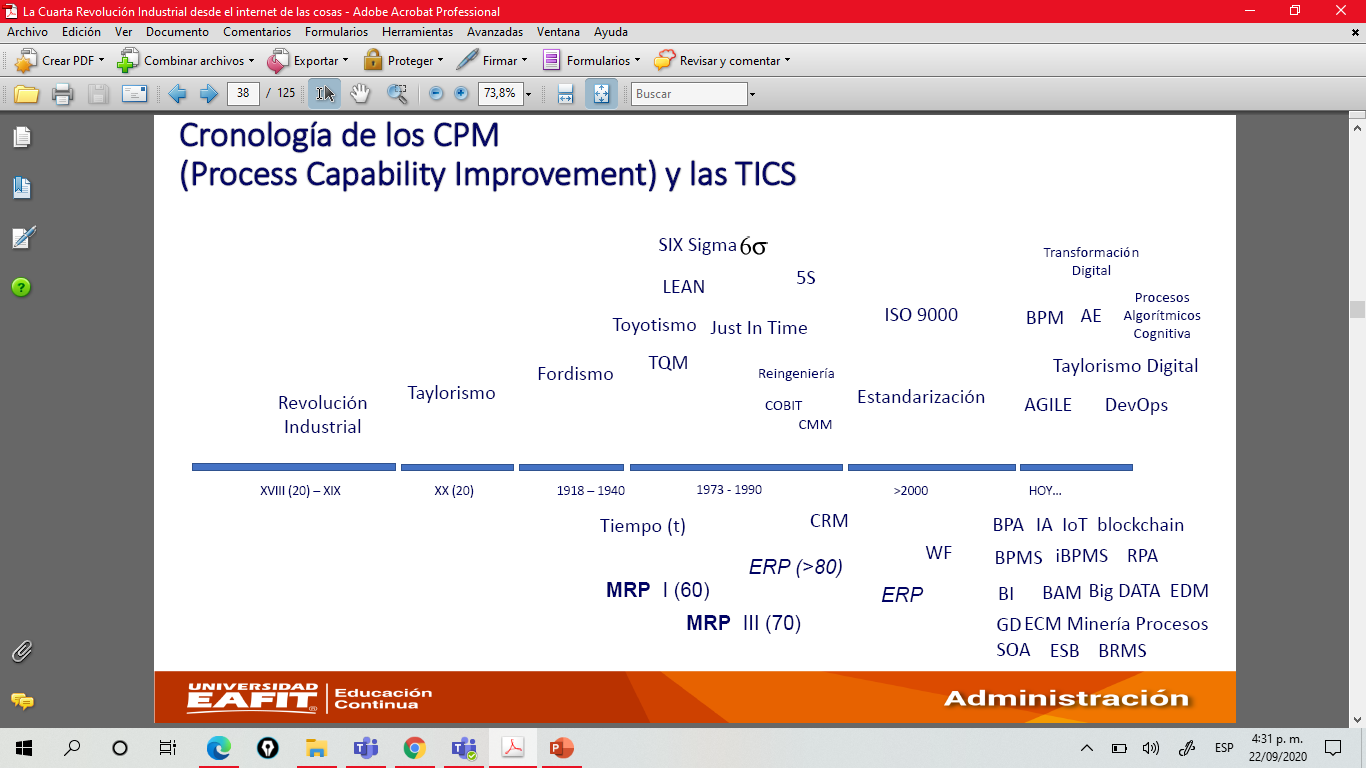 La Cuarta Revolución Industrial desde el internet de las cosas - Adobe Acrobat Professional
Archivo Edición Ver Documento Comentarios Formularios Herramientas Avanzadas Ventana Ayuda
Crear PDF Combinar archivos Exportar Proteger Firmar Formularios Revisar y comentar
38 / 125 73,8% Buscar
Cronología de los CPM
(Process Capability Improvement) y las TICS
SIX Sigma 6σ
Transformación
Digital
LEAN 5S
Procesos
Algorítmicos
Cognitiva
Toyotismo Just In Time ISO 9000 BPM AE
Fordismo TQM Reingeniería Taylorismo Digital
Revolución
Industrial
Taylorismo
COBIT
CMM
Estandarización AGILE DevOps
XVIII (20) – XIX XX (20) 1918 – 1940 1973 - 1990 >2000 HOY...
Tiempo (t) CRM BPA IA IoT blockchain
ERP (>80) WF BPMS iBPMS RPA
MRP I (60) ERP BI BAM Big DATA EDM
MRP III (70) GD ECM Minería Procesos
SOA ESB BRMS
UNIVERSIDAD
EAFIT
Educación
Continua
Administración
ESP 4:31 p. m.
22/09/2020